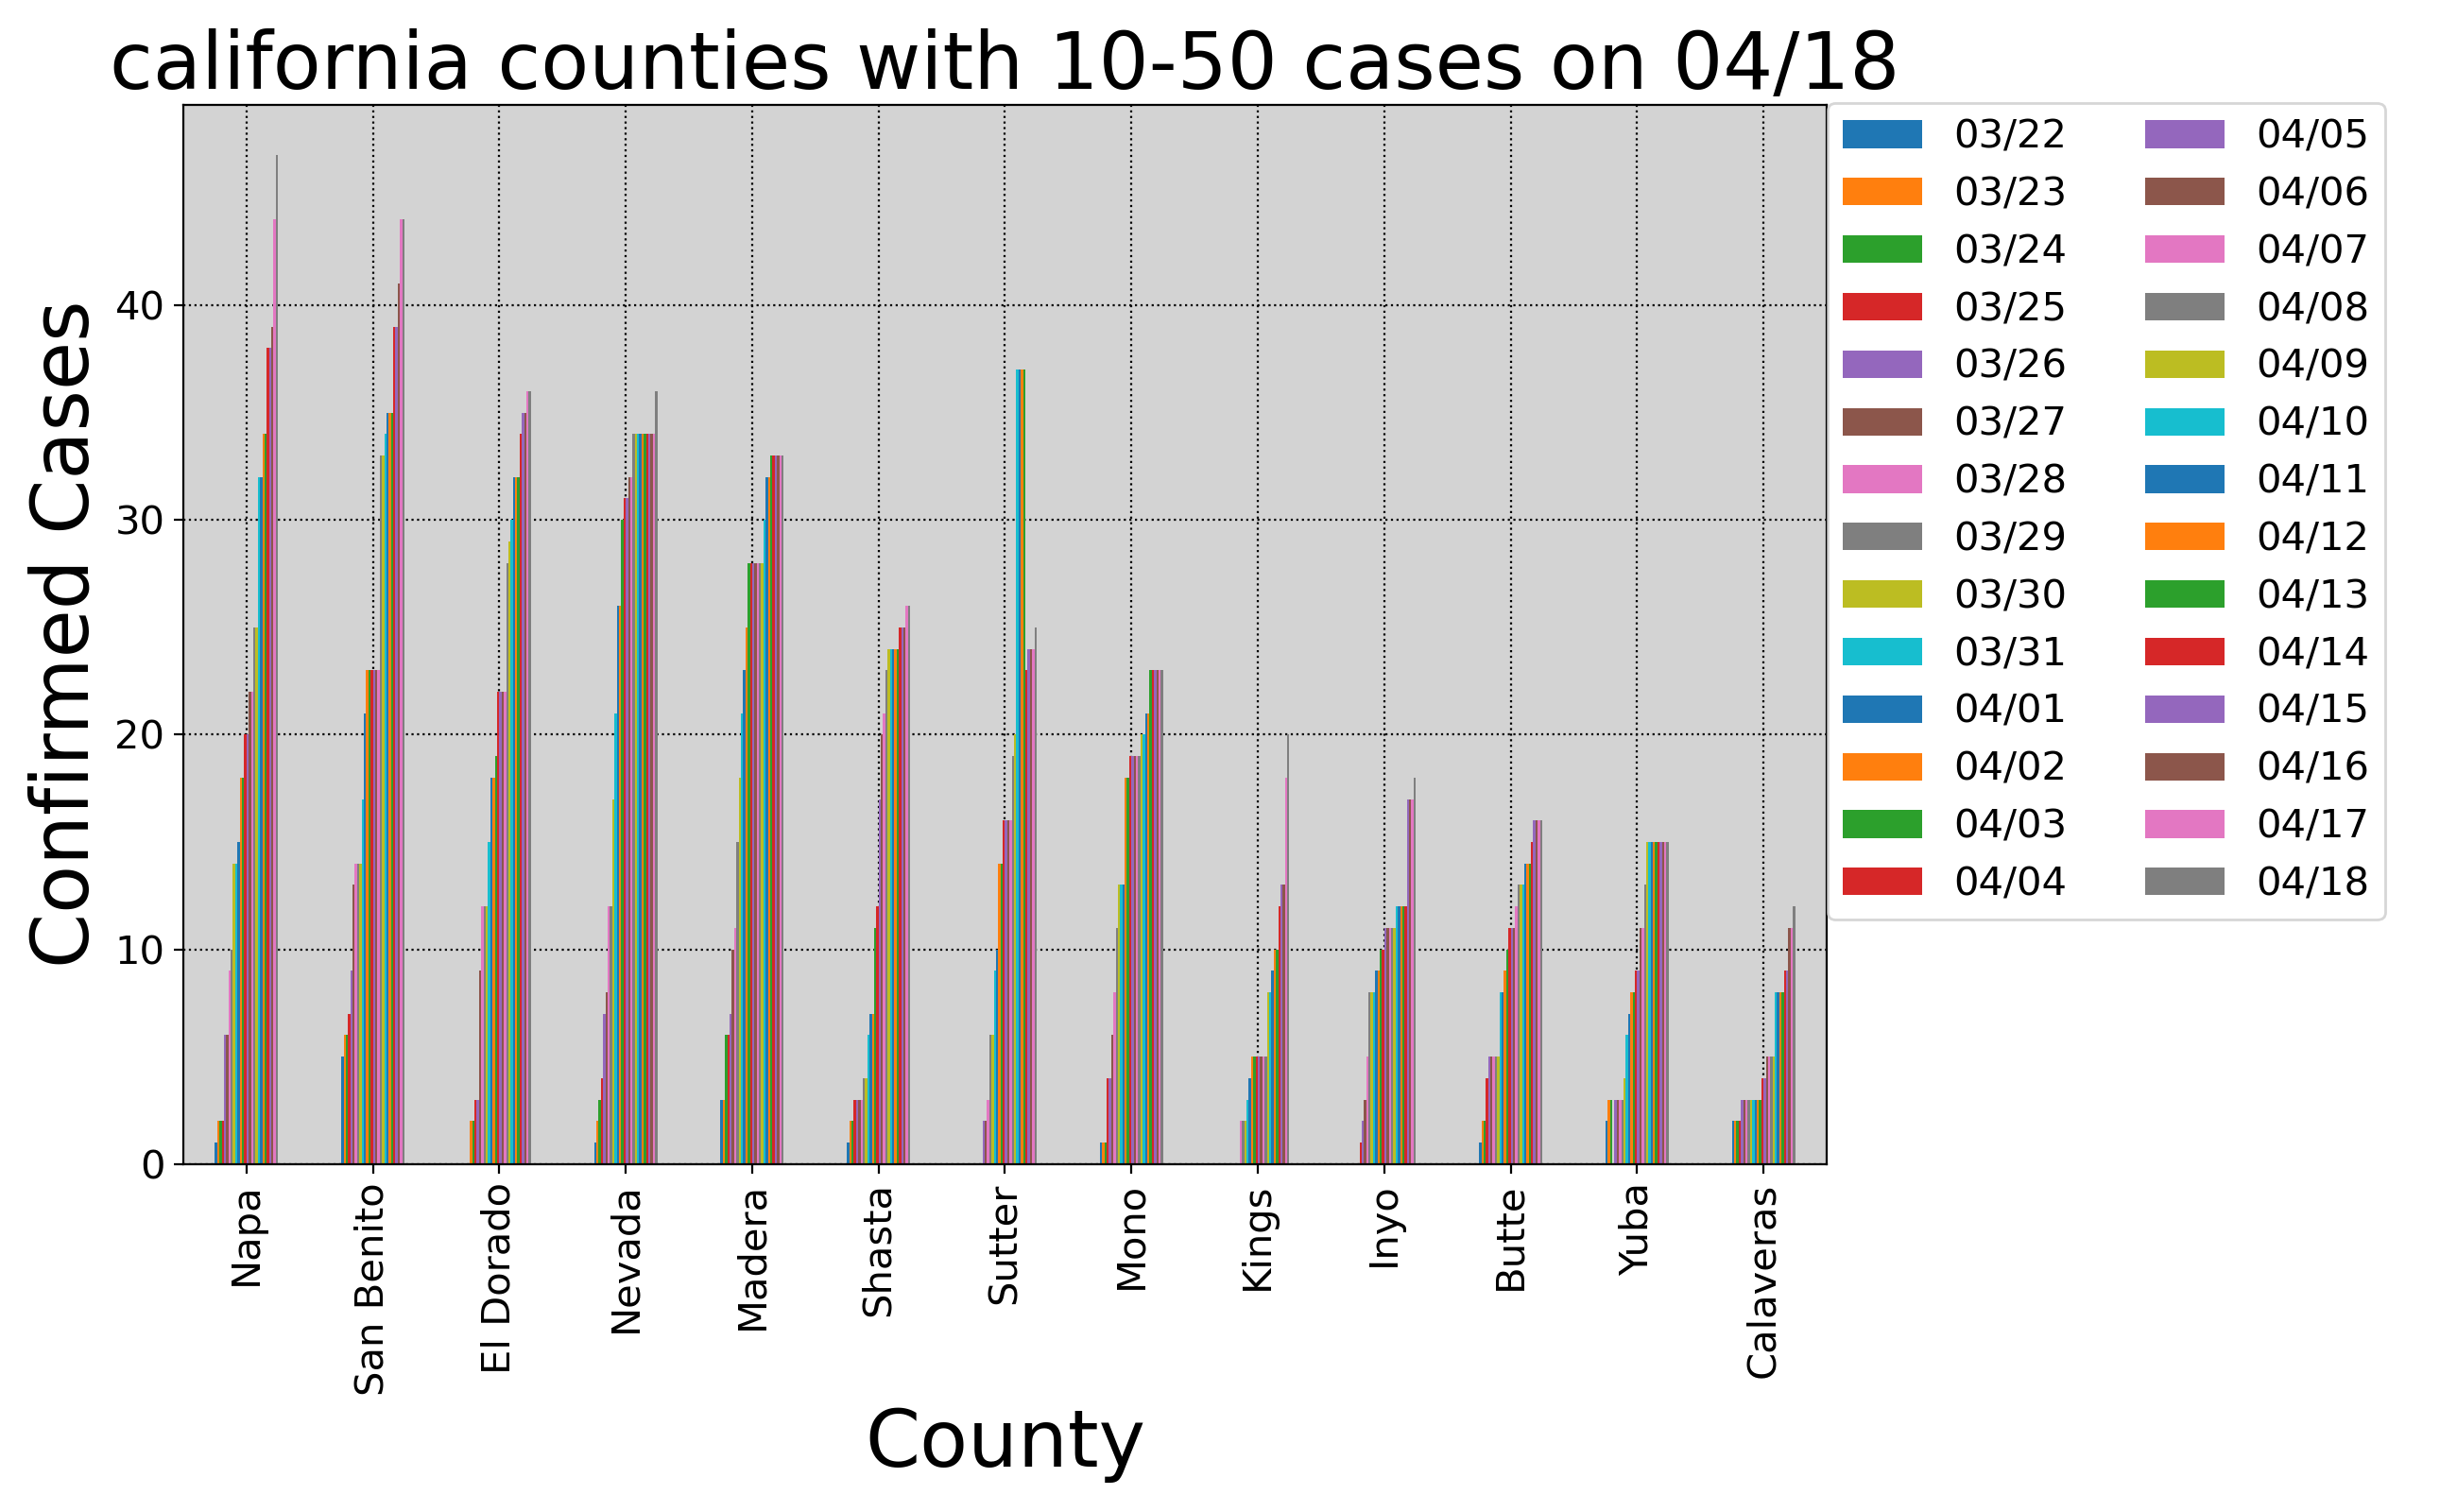 california counties with 10-50 cases on 04/18
Confirmed Cases
40
30
20
10
0
Napa
San Benito
El Dorado
Nevada
Madera
Shasta
Sutter
Mono
Kings
Inyo
Butte
Yuba
Calaveras
County
03/22
03/23
03/24
03/25
03/26
03/27
03/28
03/29
03/30
03/31
04/01
04/02
04/03
04/04
04/05
04/06
04/07
04/08
04/09
04/10
04/11
04/12
04/13
04/14
04/15
04/16
04/17
04/18